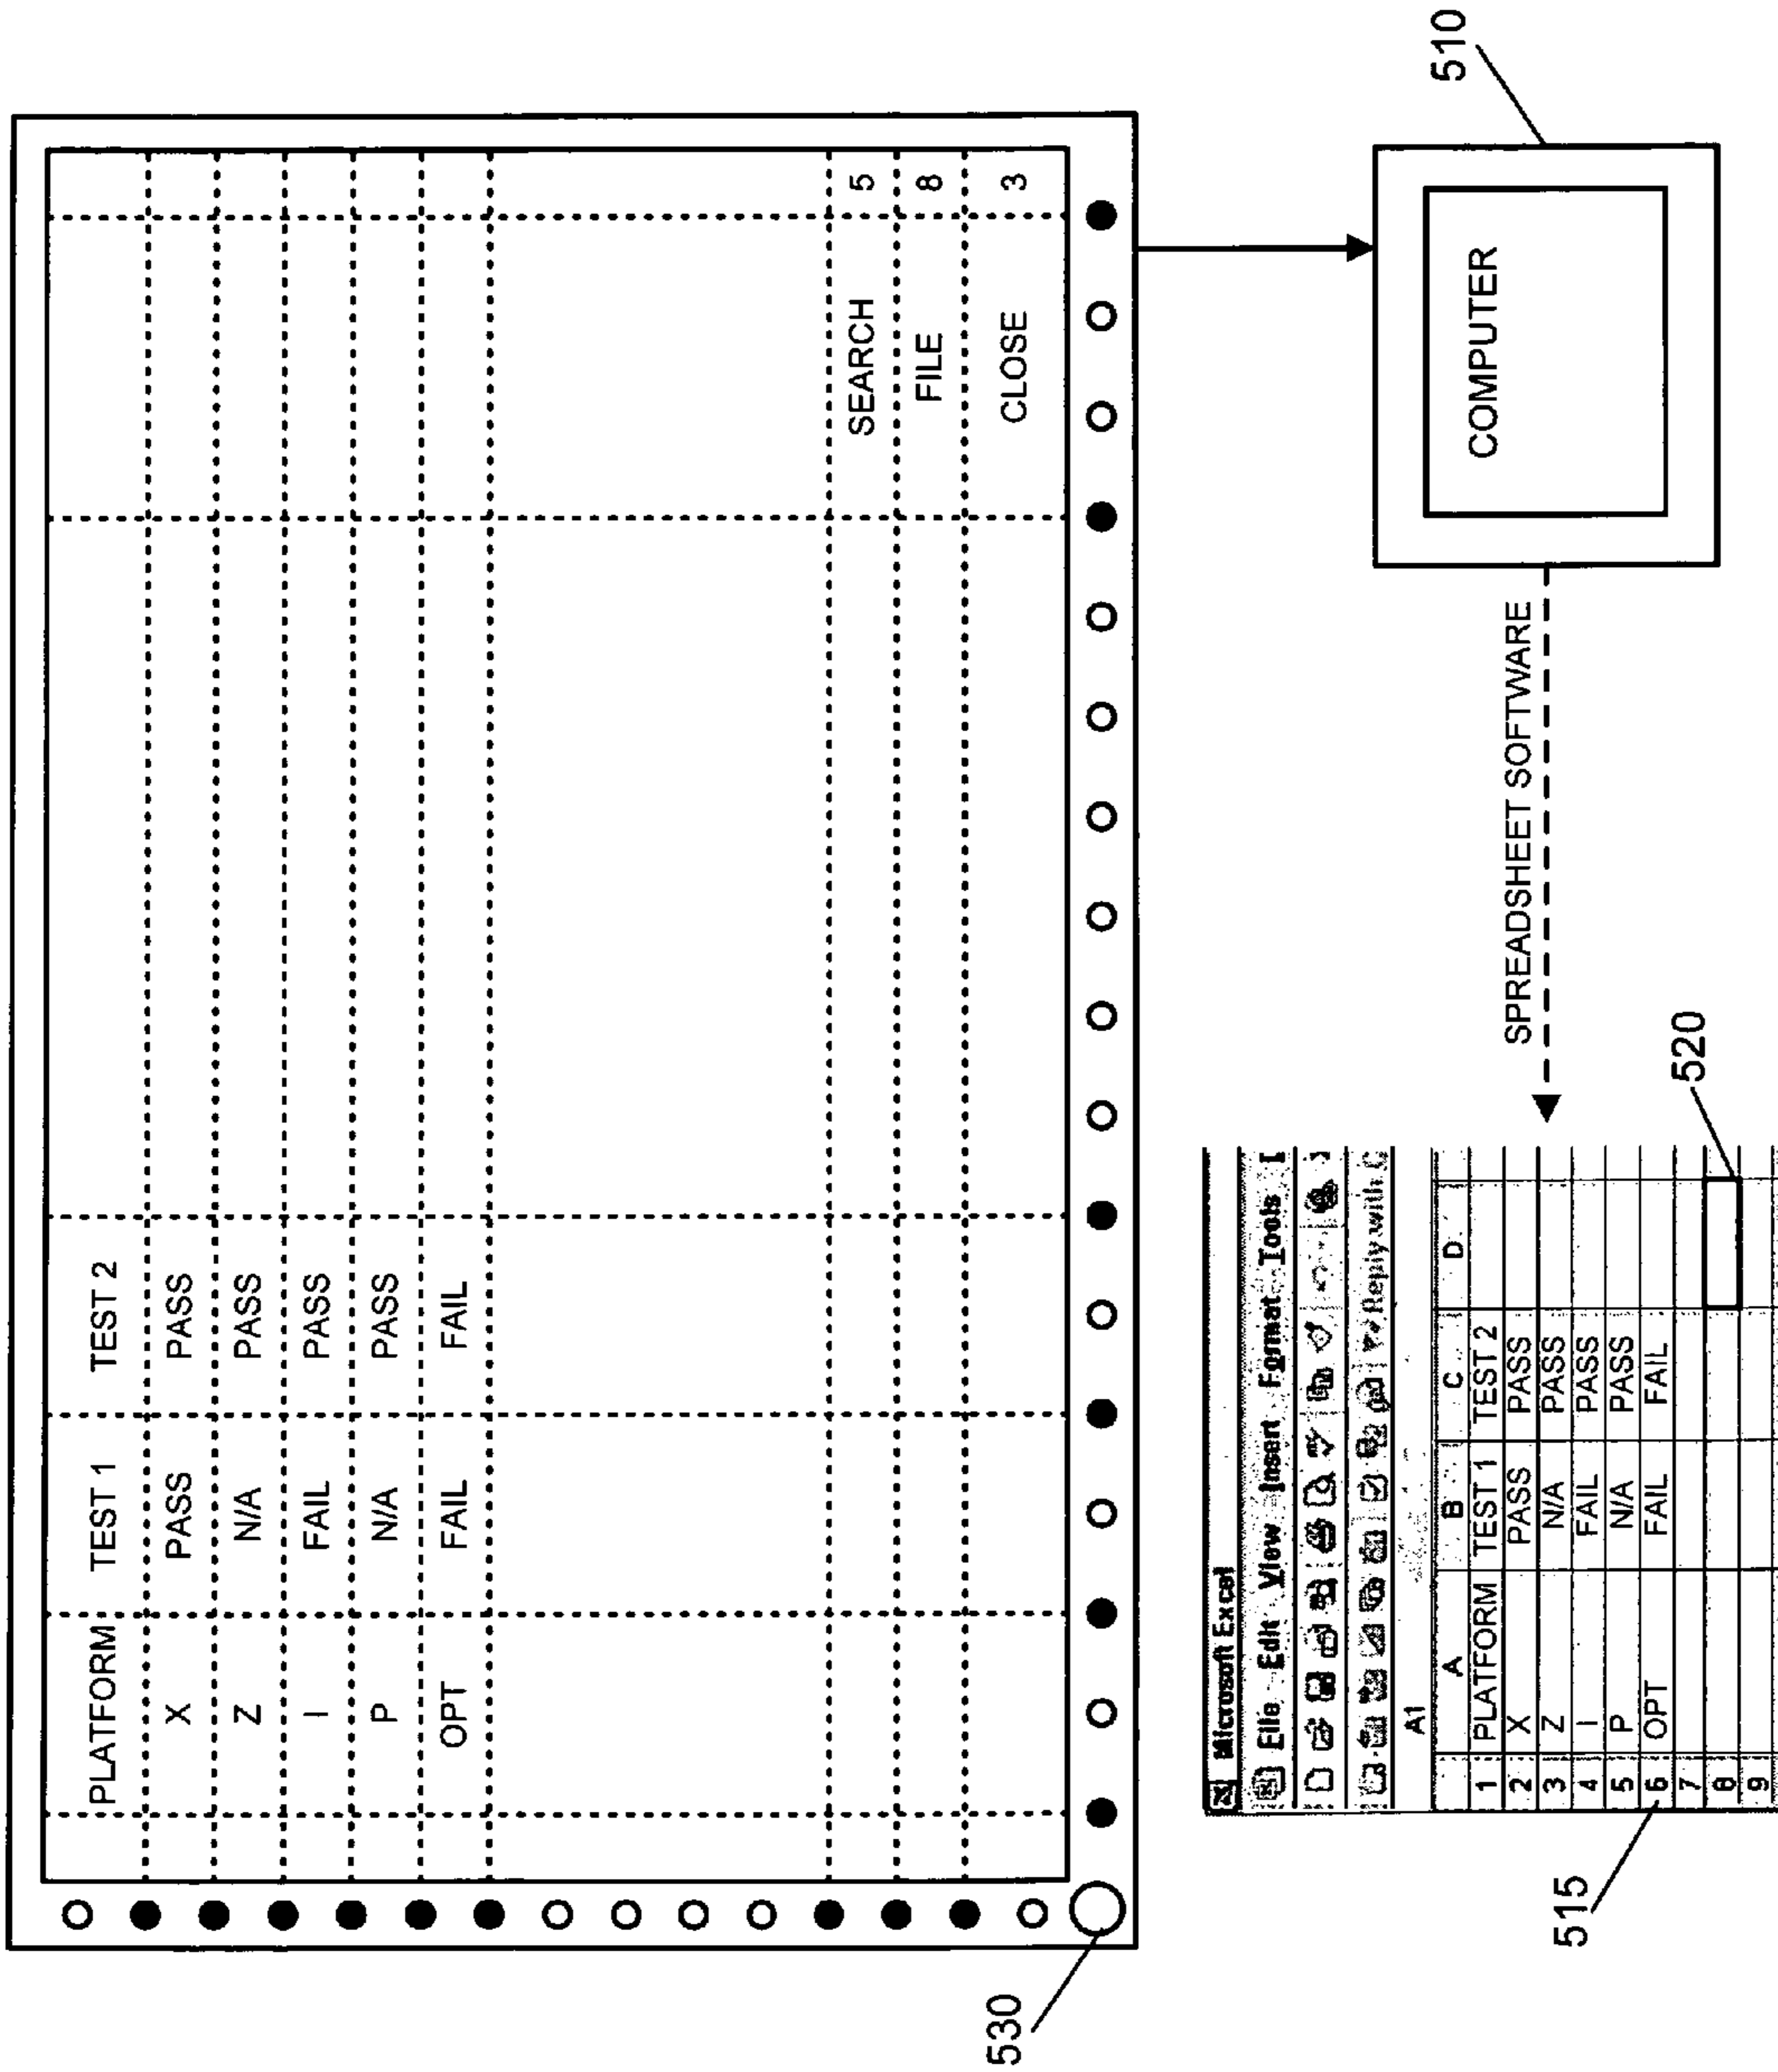 PLATFORM TEST 1 TEST 2
X PASS PASS
Z N/A PASS
I FAIL PASS
P N/A PASS
OPT FAIL FAIL
SEARCH 5
FILE 8
CLOSE 3
530
Microsoft Excel
File Edit View Insert Format Tools
Reply with C
A1
A B C D
1 PLATFORM TEST 1 TEST 2
2 X PASS PASS
3 Z N/A PASS
4 I FAIL PASS
5 P N/A PASS
6 OPT FAIL FAIL
7
8
9
515
520
SPREADSHEET SOFTWARE
COMPUTER
510